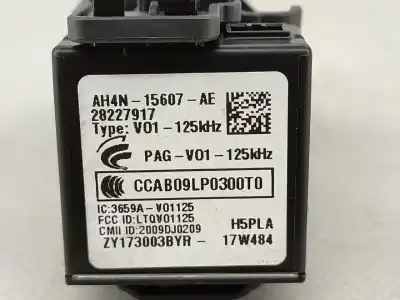 AH4N-15607-AE
28227917
Type: V01-125kHz
PAG-V01-125kHz
CCAB09LP0300T0
IC:3659A-V01125
FCC ID:LTQV01125
CMII ID:2009DJ0209
H5PLA
ZY173003BYR- 17W484